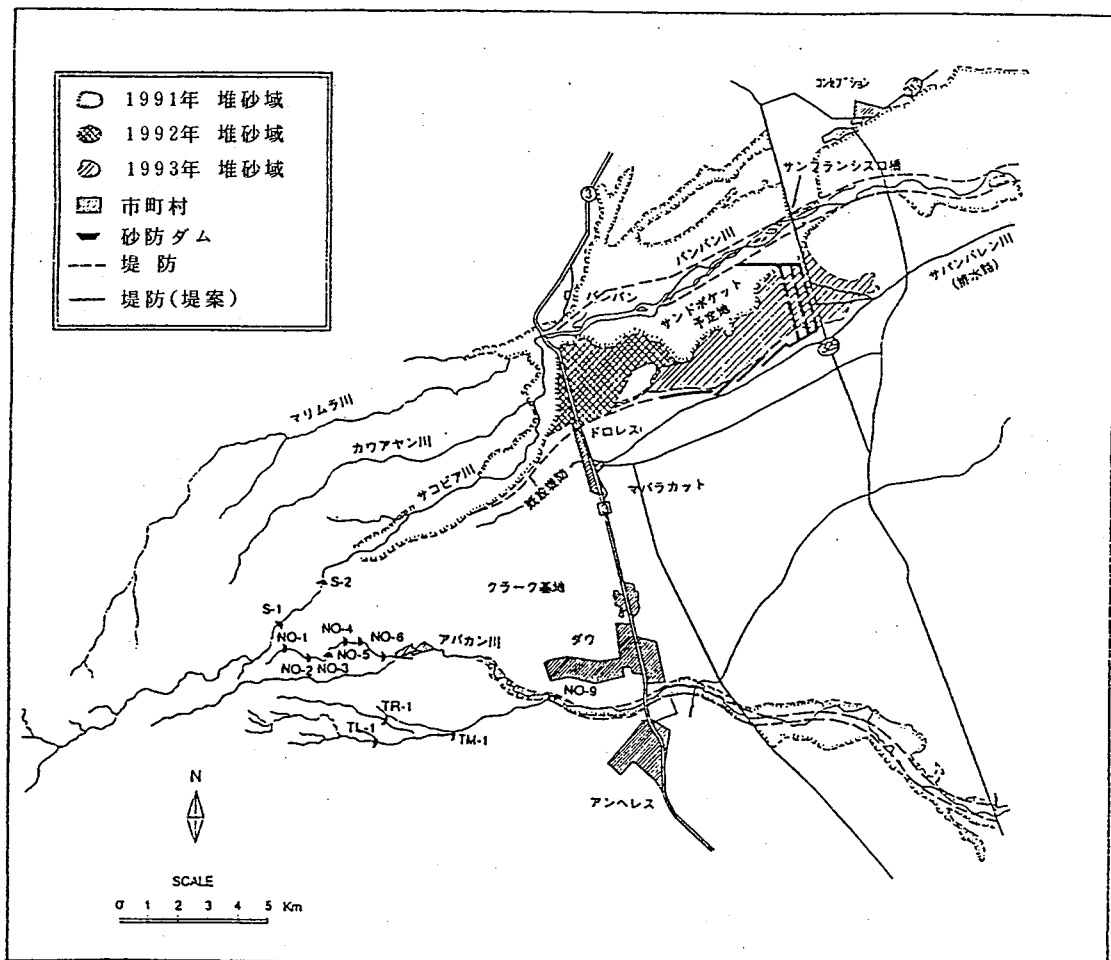 1991年 堆砂域
1992年 堆砂域
1993年 堆砂域
市町村
砂防ダム
堤防
堤防(堤案)
コンセプション
サンフランシスコ橋
3
バンバン川
サパンバレン川
(排水路)
バンバン
サンドポケット
予定地
マリムラ川
ドロレス
カウアヤン川
サコビア川
マバラカット
S-2
クラーク基地
S-1
NO-4
NO-1
NO-6
アバカン川
ダウ
NO-5
NO-2
NO-3
NO-9
TR-1
TL-1
TM-1
N
アンヘレス
SCALE
0 1 2 3 4 5 Km